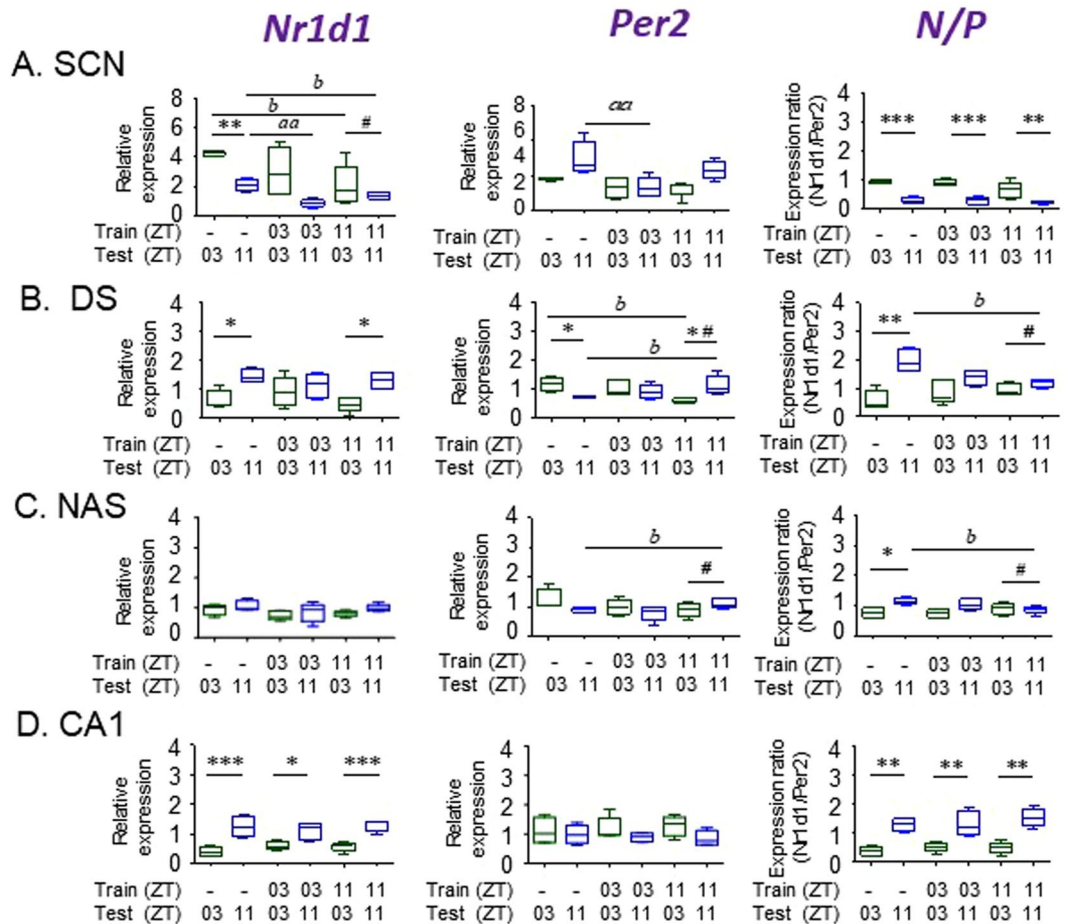 Nr1d1 Per2 N/P
A. SCN
Relative expression
8
6
4
2
0
b
b
** aa #
Train (ZT) - - 03 03 11 11
Test (ZT) 03 11 03 11 03 11
Relative expression
8
6
4
2
0
aa
Train (ZT) - - 03 03 11 11
Test (ZT) 03 11 03 11 03 11
Expression ratio
(Nr1d1/Per2)
4
3
2
1
0
*** *** **
Train (ZT) - - 03 03 11 11
Test (ZT) 03 11 03 11 03 11
B. DS
Relative expression
4
3
2
1
0
* *
Train (ZT) - - 03 03 11 11
Test (ZT) 03 11 03 11 03 11
Relative expression
4
3
2
1
0
b
* *#
b
Train (ZT) - - 03 03 11 11
Test (ZT) 03 11 03 11 03 11
Expression ratio
(Nr1d1/Per2)
4
3
2
1
0
b
** #
Train (ZT) - - 03 03 11 11
Test (ZT) 03 11 03 11 03 11
C. NAS
Relative expression
4
3
2
1
0
Train (ZT) - - 03 03 11 11
Test (ZT) 03 11 03 11 03 11
Relative expression
4
3
2
1
0
b
#
Train (ZT) - - 03 03 11 11
Test (ZT) 03 11 03 11 03 11
Expression ratio
(Nr1d1/Per2)
4
3
2
1
0
b
* #
Train (ZT) - - 03 03 11 11
Test (ZT) 03 11 03 11 03 11
D. CA1
Relative expression
4
3
2
1
0
*** * ***
Train (ZT) - - 03 03 11 11
Test (ZT) 03 11 03 11 03 11
Relative expression
4
3
2
1
0
Train (ZT) - - 03 03 11 11
Test (ZT) 03 11 03 11 03 11
Expression ratio
(Nr1d1/Per2)
4
3
2
1
0
** ** **
Train (ZT) - - 03 03 11 11
Test (ZT) 03 11 03 11 03 11